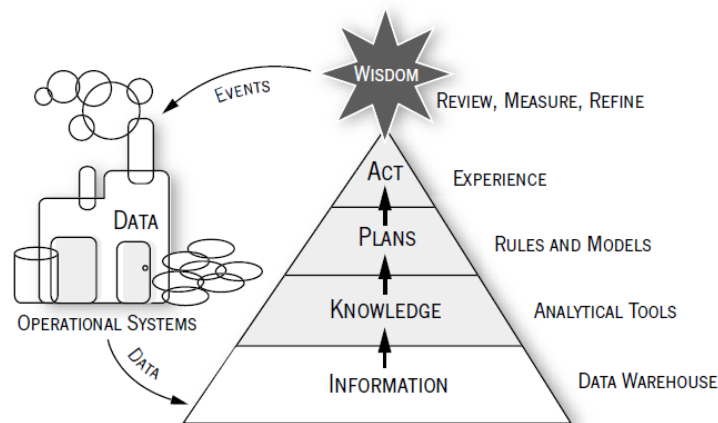 WISDOM
EVENTS
REVIEW, MEASURE, REFINE
ACT
EXPERIENCE
DATA
PLANS
RULES AND MODELS
KNOWLEDGE
ANALYTICAL TOOLS
OPERATIONAL SYSTEMS
DATA
INFORMATION
DATA WAREHOUSE